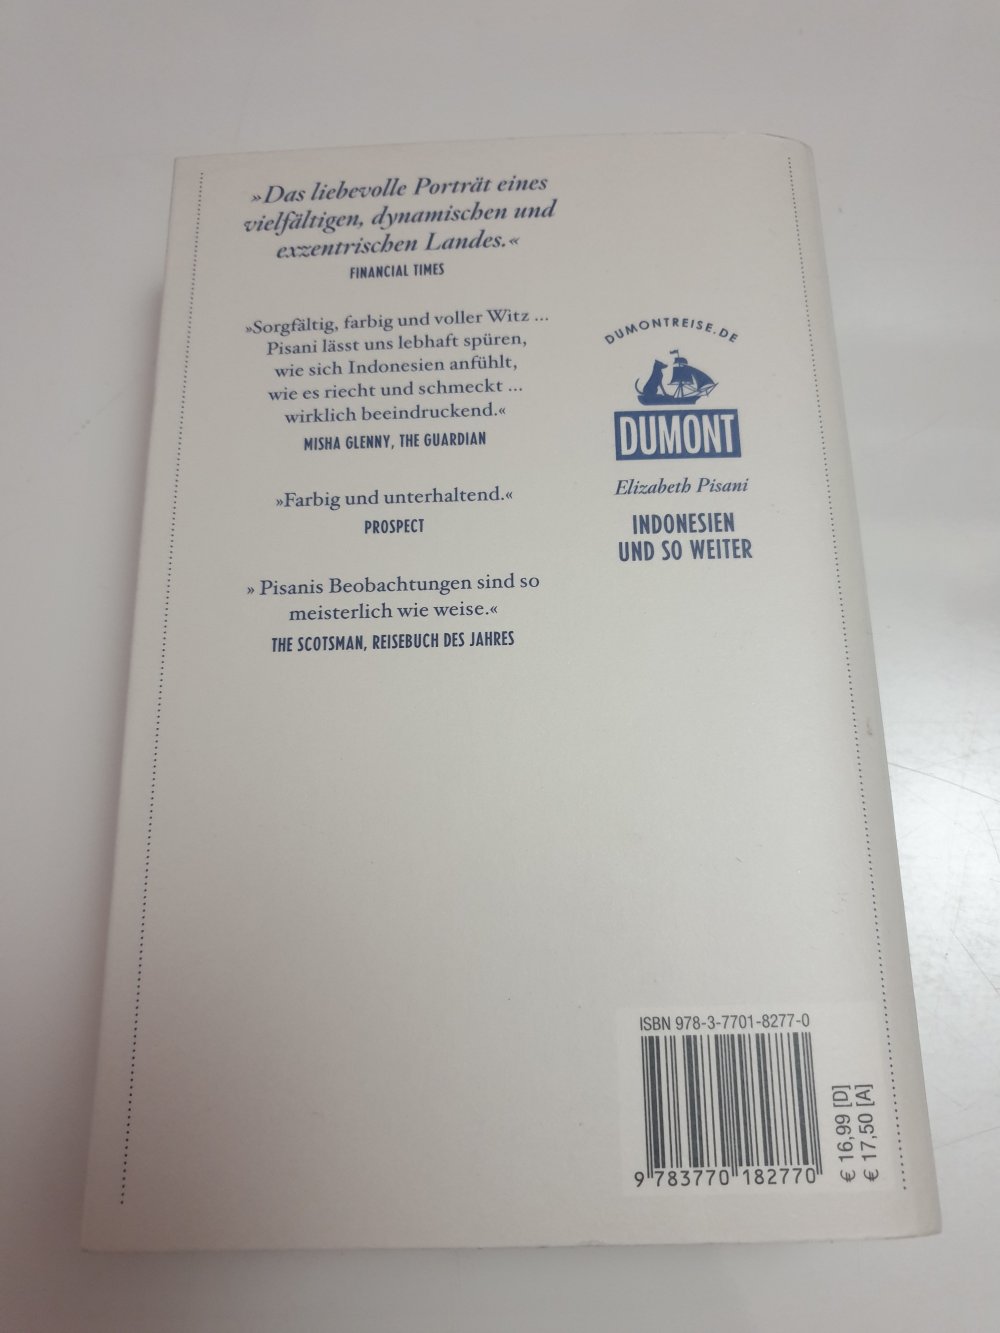 »Das liebevolle Porträt eines
vielfältigen, dynamischen und
exzentrischen Landes.«
FINANCIAL TIMES
»Sorgfältig, farbig und voller Witz ...
Pisani lässt uns lebhaft spüren,
wie sich Indonesien anfühlt,
wie es riecht und schmeckt ...
wirklich beeindruckend.«
MISHA GLENNY, THE GUARDIAN
»Farbig und unterhaltend.«
PROSPECT
» Pisanis Beobachtungen sind so
meisterlich wie weise.«
THE SCOTSMAN, REISEBUCH DES JAHRES
DUMONTREISE.DE
DUMONT
Elizabeth Pisani
INDONESIEN
UND SO WEITER
ISBN 978-3-7701-8277-0
9 783770 182770
€ 16,99 [D]
€ 17,50 [A]